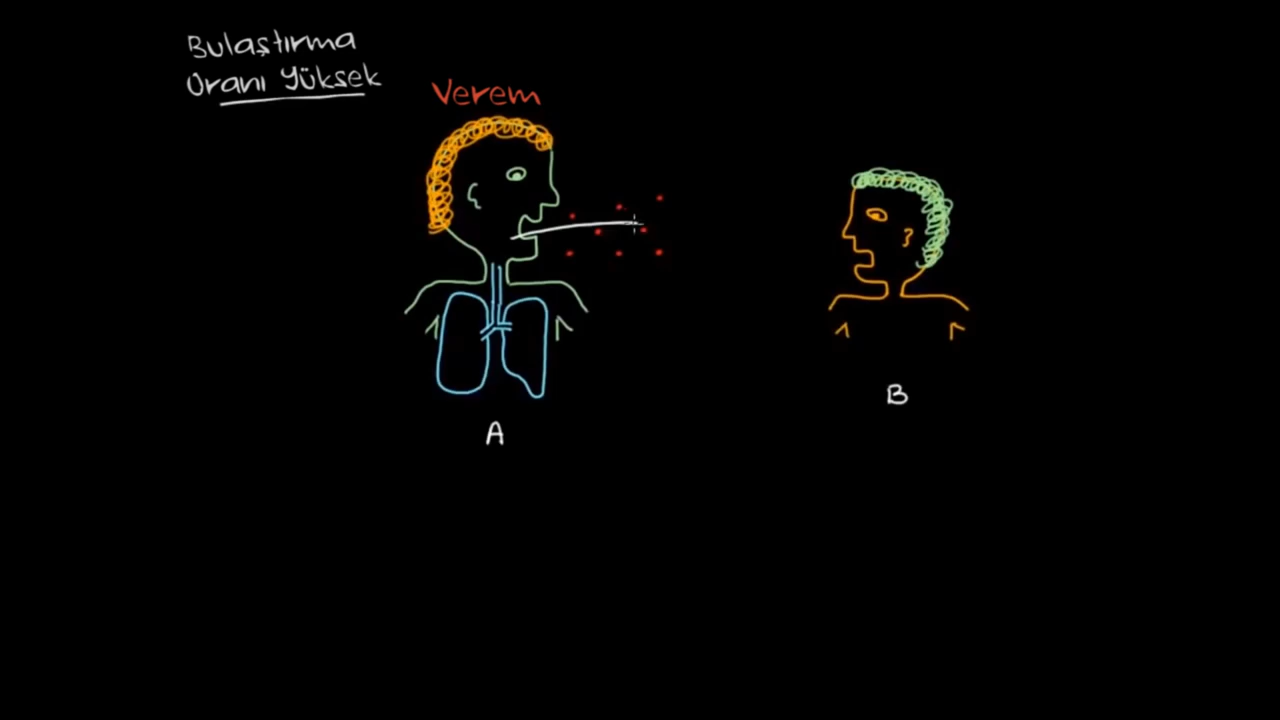 Bulaştırma
Oranı Yüksek
Verem
A
B